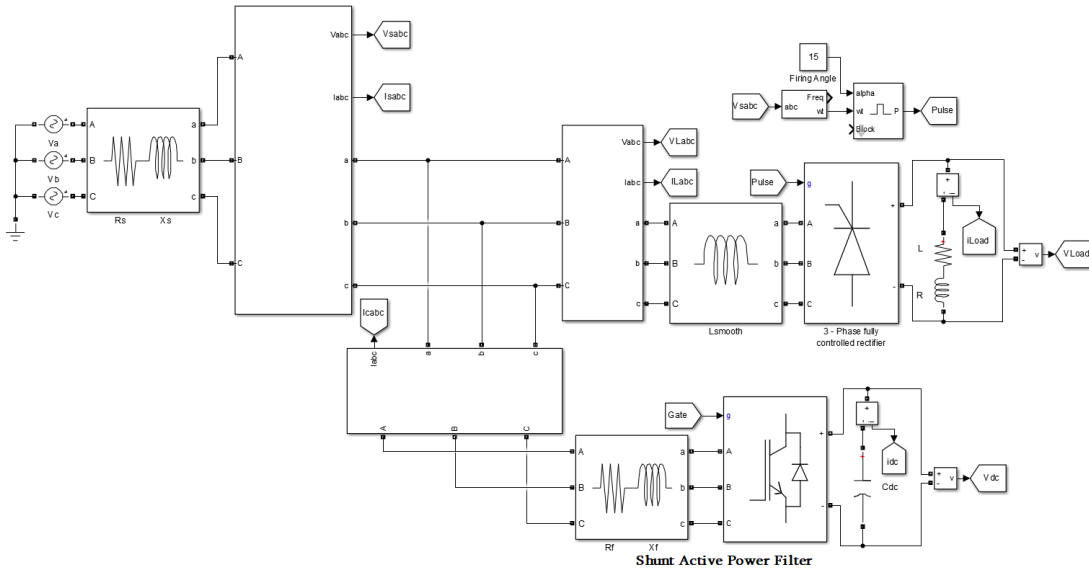 Va
Vb
Vc
A
B
C
a
b
c
Rs Xs
A
B
C
Vabc
Iabc
a
b
c
Vsabc
Isabc
Icabc
Iabc
a
b
c
A
B
C
A
B
C
Vabc
Iabc
a
b
c
VLabc
ILabc
A
B
C
a
b
c
Lsmooth
15
Firing Angle
Vsabc
abc
Freq
wt
alpha
wt
Block
P
Pulse
Pulse
g
A
B
C
+
-
3 - Phase fully
controlled rectifier
+
-
i
L
R
iLoad
+
-
v
VLoad
A
B
C
a
b
c
Rf Xf
Gate
g
A
B
C
+
-
+
-
i
idc
Cdc
+
-
v
Vdc
Shunt Active Power Filter